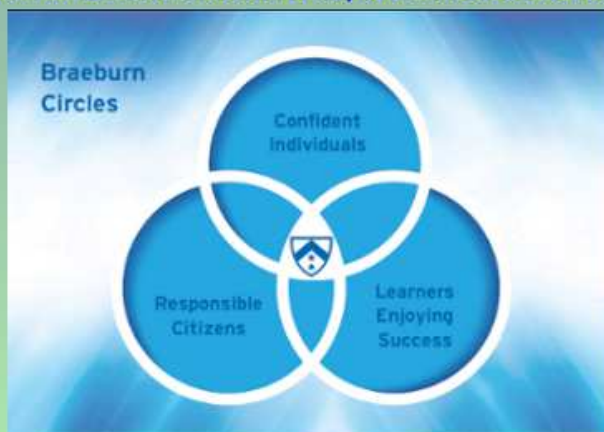 Braeburn
Circles
Confident
Individuals
Responsible
Citizens
Learners
Enjoying
Success